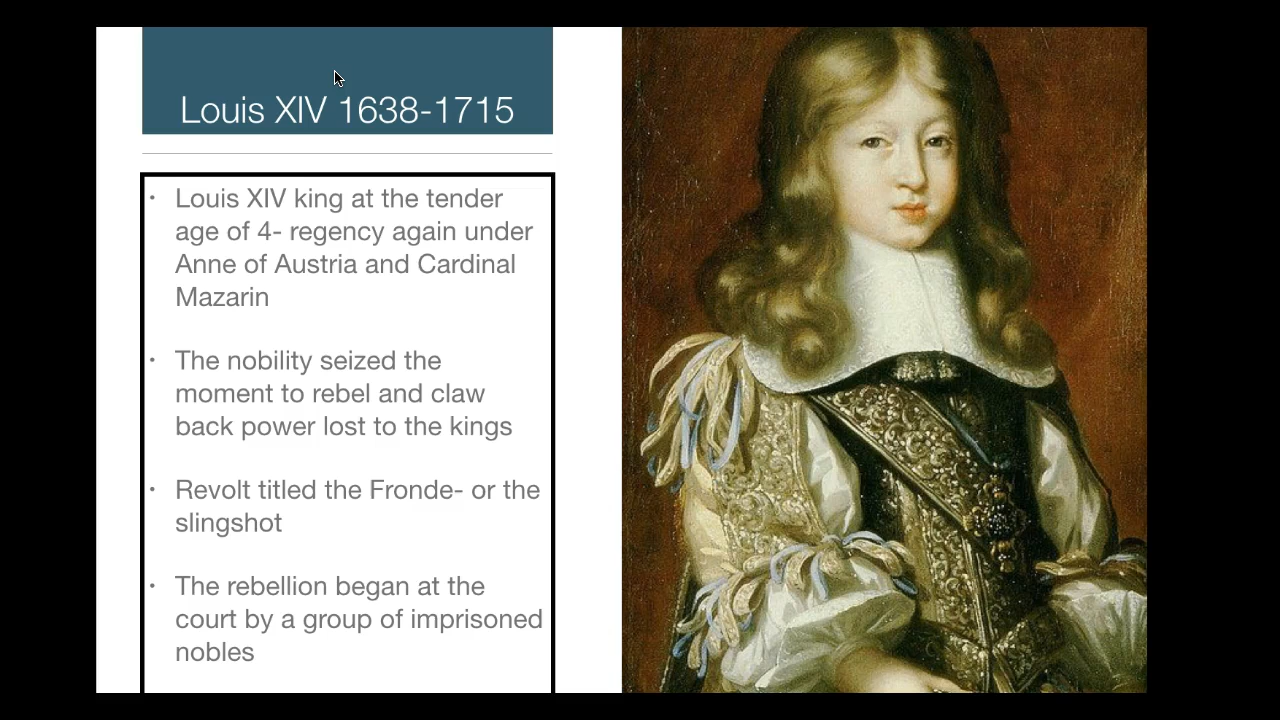 Louis XIV 1638-1715
• Louis XIV king at the tender
age of 4- regency again under
Anne of Austria and Cardinal
Mazarin
• The nobility seized the
moment to rebel and claw
back power lost to the kings
• Revolt titled the Fronde- or the
slingshot
• The rebellion began at the
court by a group of imprisoned
nobles